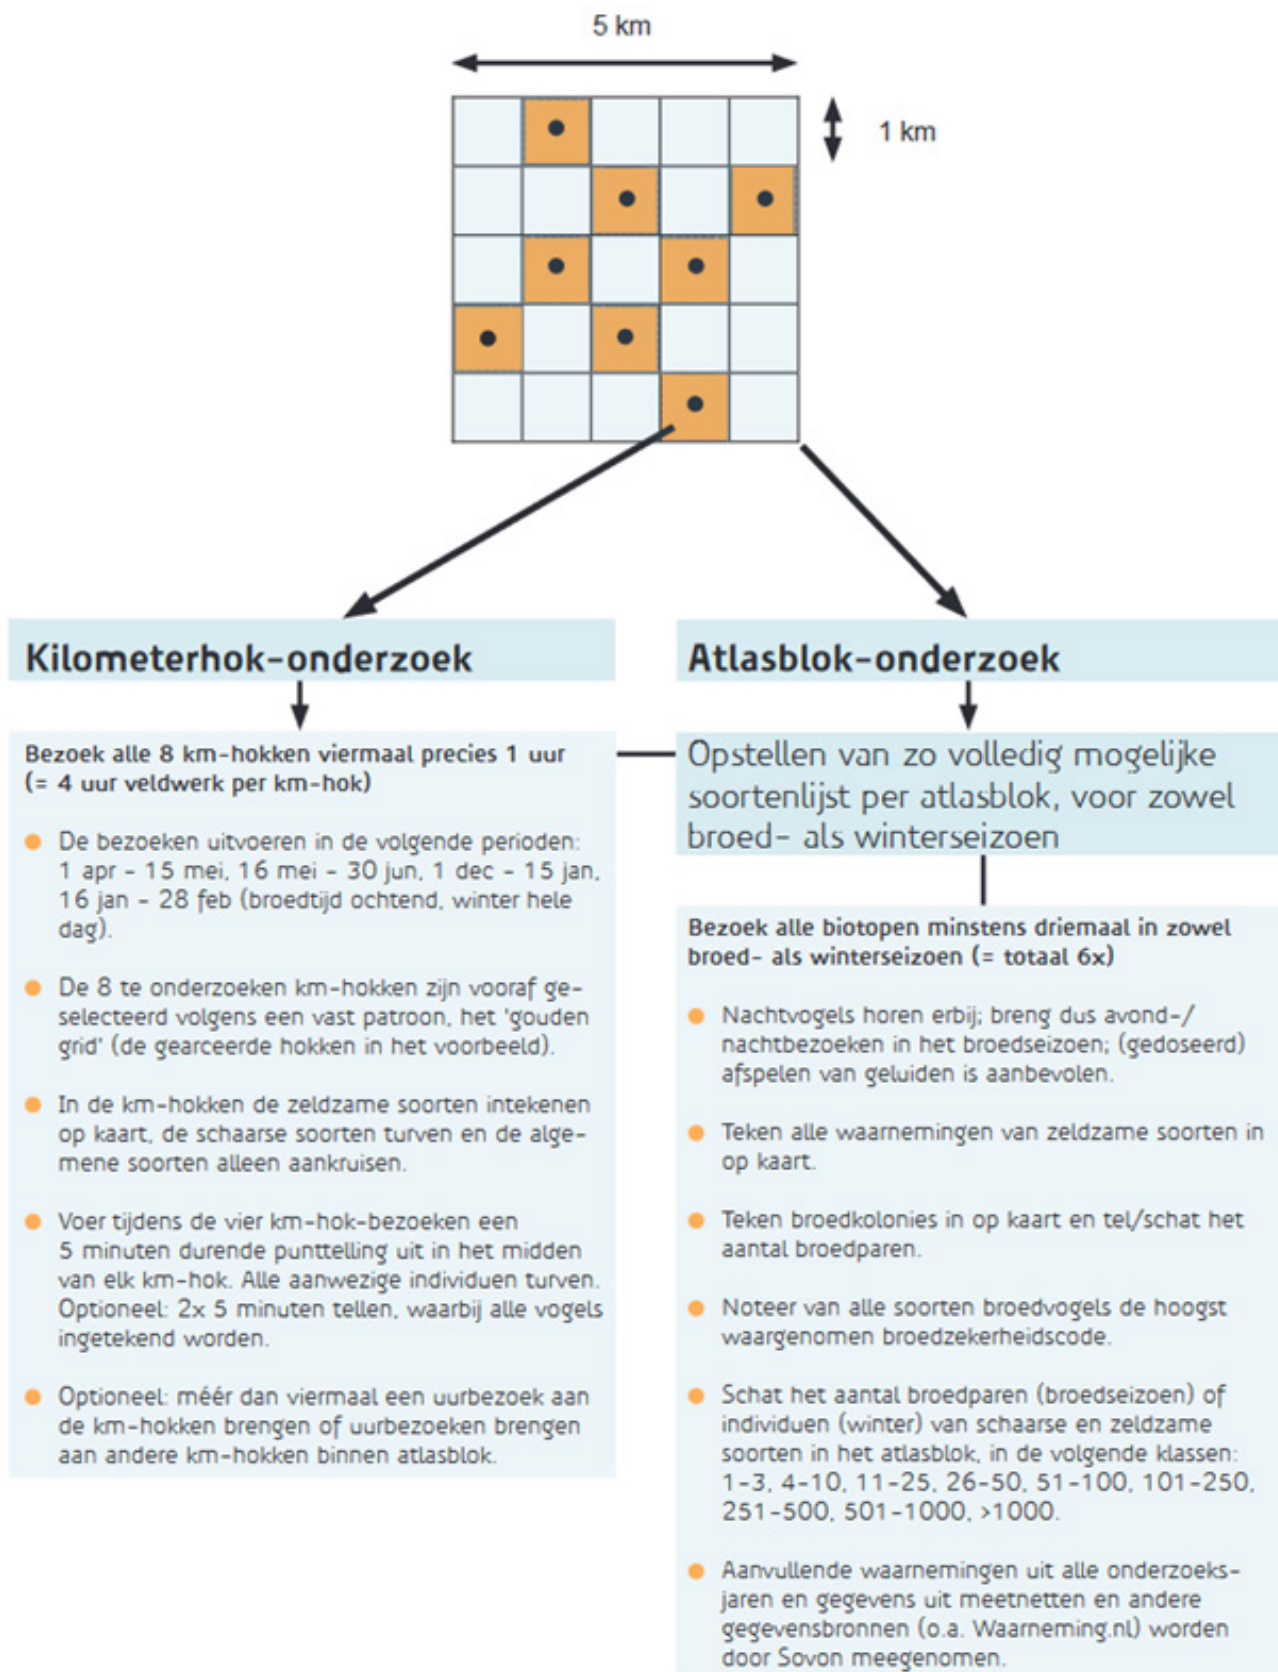 5 km
1 km
Kilometerhok-onderzoek
Bezoek alle 8 km-hokken viermaal precies 1 uur
(= 4 uur veldwerk per km-hok)
De bezoeken uitvoeren in de volgende perioden:
1 apr - 15 mei, 16 mei - 30 jun, 1 dec - 15 jan,
16 jan - 28 feb (broedtijd ochtend, winter hele
dag).
De 8 te onderzoeken km-hokken zijn vooraf ge-
selecteerd volgens een vast patroon, het 'gouden
grid' (de gearceerde hokken in het voorbeeld).
In de km-hokken de zeldzame soorten intekenen
op kaart, de schaarse soorten turven en de alge-
mene soorten alleen aankruisen.
Voer tijdens de vier km-hok-bezoeken een
5 minuten durende punttelling uit in het midden
van elk km-hok. Alle aanwezige individuen turven.
Optioneel: 2x 5 minuten tellen, waarbij alle vogels
ingetekend worden.
Optioneel: méér dan viermaal een uurbezoek aan
de km-hokken brengen of uurbezoeken brengen
aan andere km-hokken binnen atlasblok.
Atlasblok-onderzoek
Opstellen van zo volledig mogelijke
soortenlijst per atlasblok, voor zowel
broed- als winterseizoen
Bezoek alle biotopen minstens driemaal in zowel
broed- als winterseizoen (= totaal 6x)
Nachtvogels horen erbij; breng dus avond-/
nachtbezoeken in het broedseizoen; (gedoseerd)
afspelen van geluiden is aanbevolen.
Teken alle waarnemingen van zeldzame soorten in
op kaart.
Teken broedkolonies in op kaart en tel/schat het
aantal broedparen.
Noteer van alle soorten broedvogels de hoogst
waargenomen broedzekerheidscode.
Schat het aantal broedparen (broedseizoen) of
individuen (winter) van schaarse en zeldzame
soorten in het atlasblok, in de volgende klassen:
1-3, 4-10, 11-25, 26-50, 51-100, 101-250,
251-500, 501-1000, >1000.
Aanvullende waarnemingen uit alle onderzoeks-
jaren en gegevens uit meetnetten en andere
gegevensbronnen (o.a. Waarneming.nl) worden
door Sovon meegenomen.